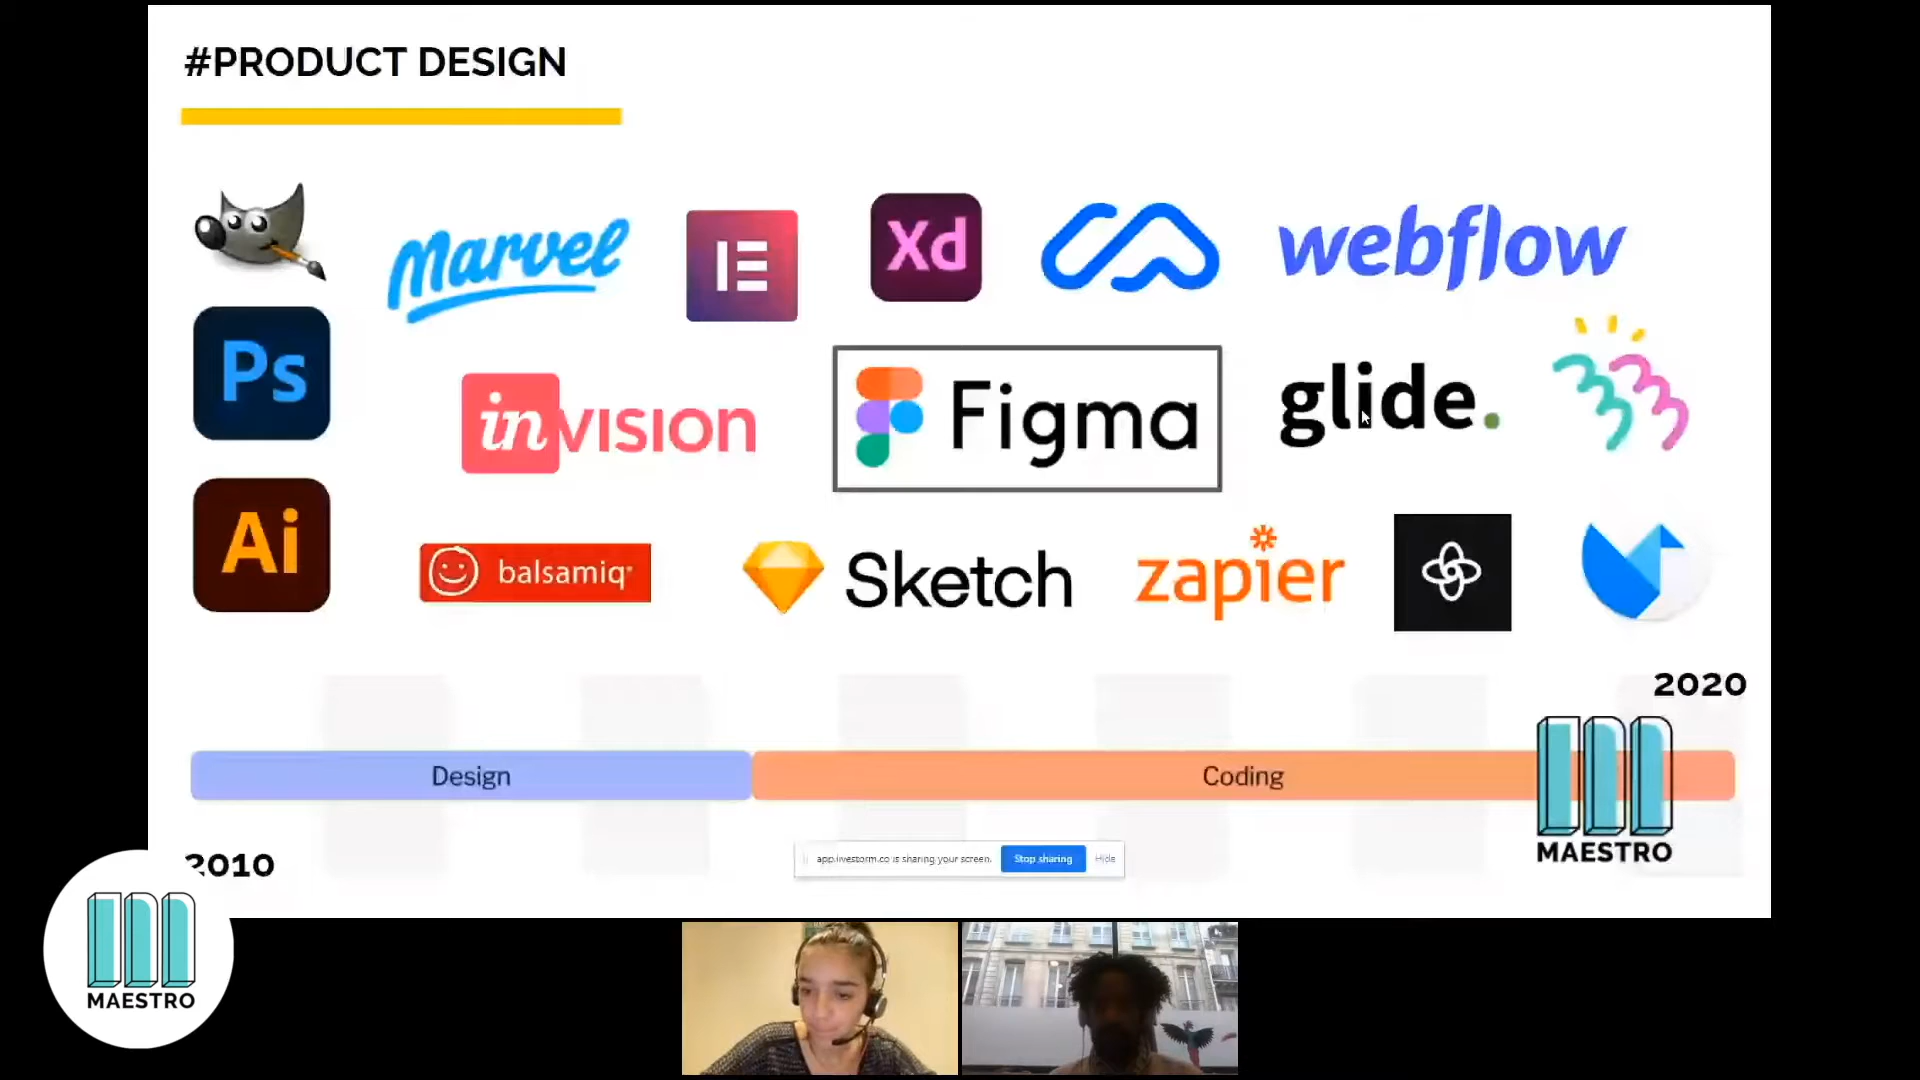 #PRODUCT DESIGN
Marvel
IE
Xd
webflow
Ps
invision
Figma
glide.
Ai
balsamiq
Sketch
zapier
2020
Design
Coding
MAESTRO
2010
app.livestorm.co is sharing your screen.
Stop sharing
Hide
MAESTRO